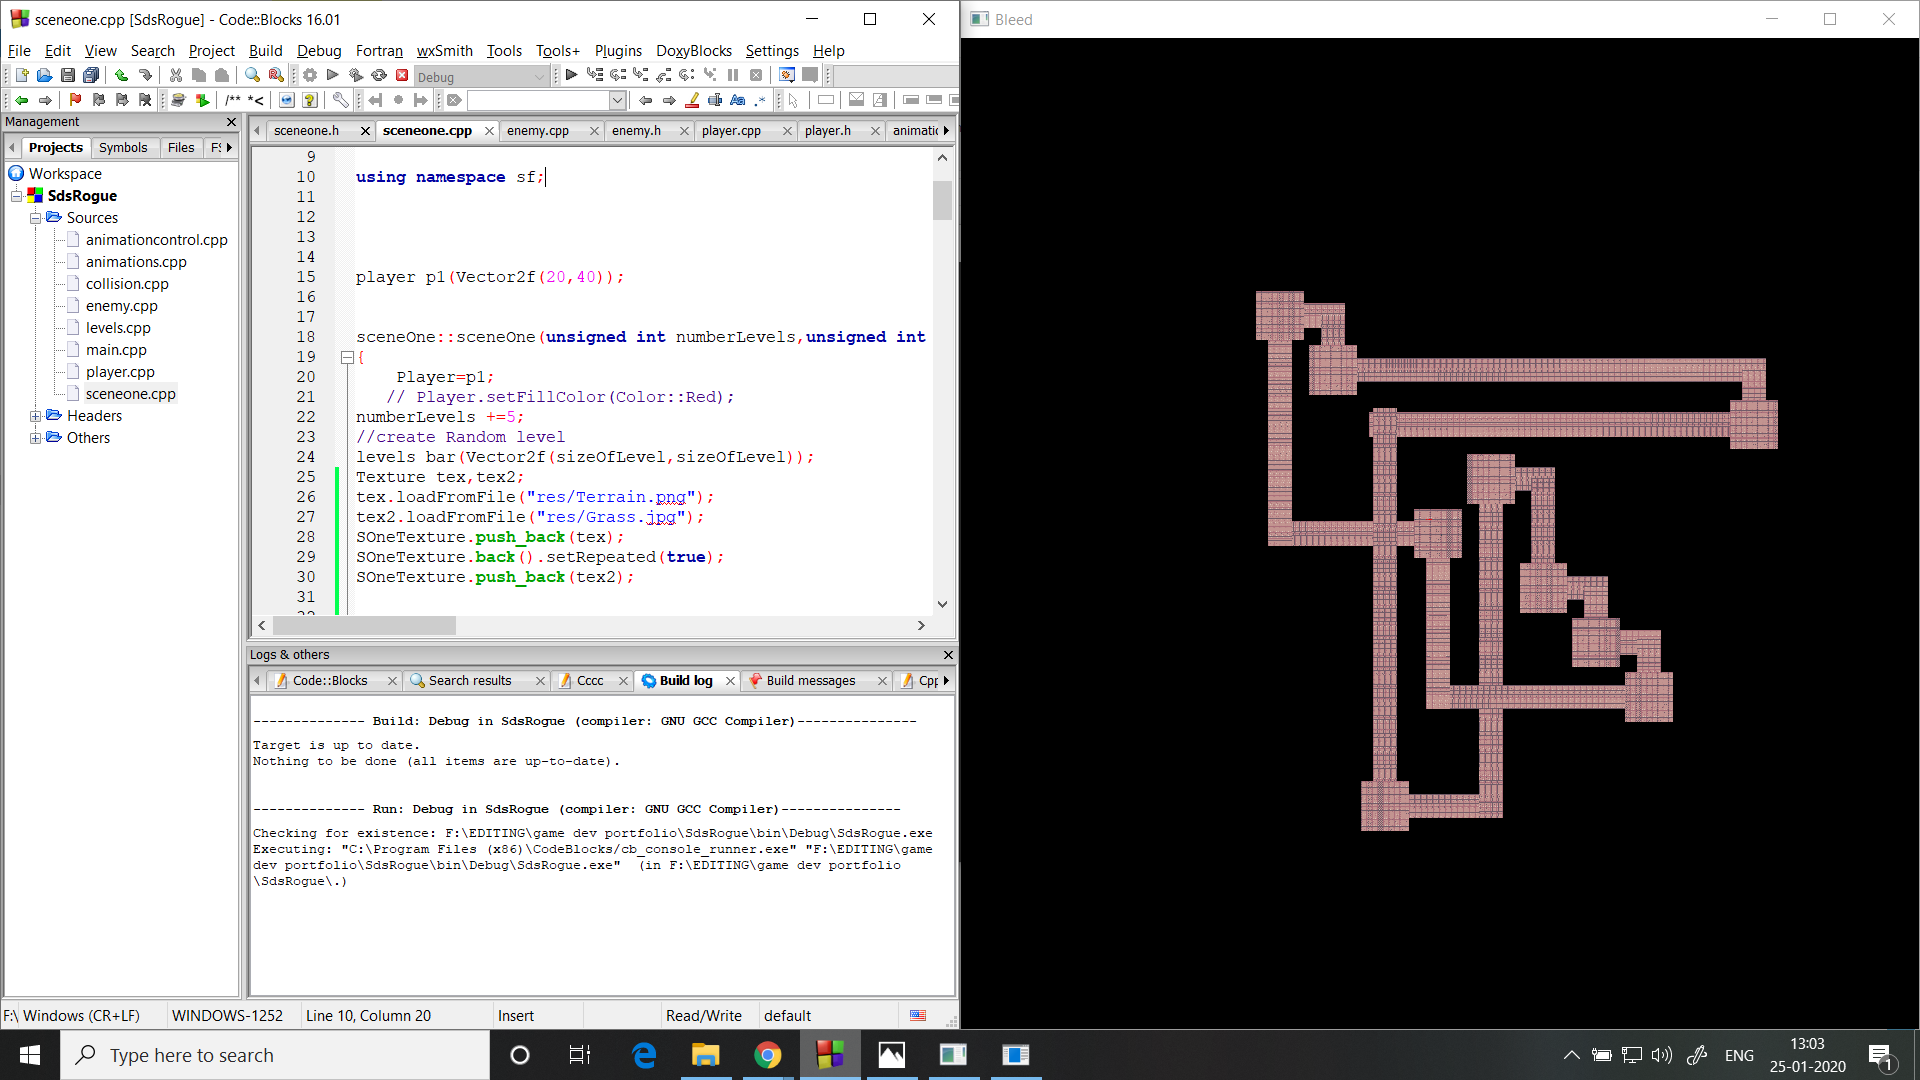 sceneone.cpp [SdsRogue] - Code::Blocks 16.01
File Edit View Search Project Build Debug Fortran wxSmith Tools Tools+ Plugins DoxyBlocks Settings Help
Debug
/** *<
Aa .*
Management
Projects Symbols Files FS
Workspace
SdsRogue
Sources
animationcontrol.cpp
animations.cpp
collision.cpp
enemy.cpp
levels.cpp
main.cpp
player.cpp
sceneone.cpp
Headers
Others
sceneone.h sceneone.cpp enemy.cpp enemy.h player.cpp player.h animatic
9
10 using namespace sf;
11
12
13
14
15 player p1(Vector2f(20,40));
16
17
18 sceneOne::sceneOne(unsigned int numberLevels,unsigned int
19 {
20 Player=p1;
21 // Player.setFillColor(Color::Red);
22 numberLevels +=5;
23 //create Random level
24 levels bar(Vector2f(sizeOfLevel,sizeOfLevel));
25 Texture tex,tex2;
26 tex.loadFromFile("res/Terrain.png");
27 tex2.loadFromFile("res/Grass.jpg");
28 SOneTexture.push_back(tex);
29 SOneTexture.back().setRepeated(true);
30 SOneTexture.push_back(tex2);
31
Logs & others
Code::Blocks Search results Cccc Build log Build messages Cpp
-------------- Build: Debug in SdsRogue (compiler: GNU GCC Compiler)---------------
Target is up to date.
Nothing to be done (all items are up-to-date).
-------------- Run: Debug in SdsRogue (compiler: GNU GCC Compiler)---------------
Checking for existence: F:\EDITING\game dev portfolio\SdsRogue\bin\Debug\SdsRogue.exe
Executing: "C:\Program Files (x86)\CodeBlocks/cb_console_runner.exe" "F:\EDITING\game
dev portfolio\SdsRogue\bin\Debug\SdsRogue.exe"  (in F:\EDITING\game dev portfolio
\SdsRogue\.)
F:\ Windows (CR+LF) WINDOWS-1252 Line 10, Column 20 Insert Read/Write default
Bleed
Type here to search
ENG
13:03
25-01-2020
1